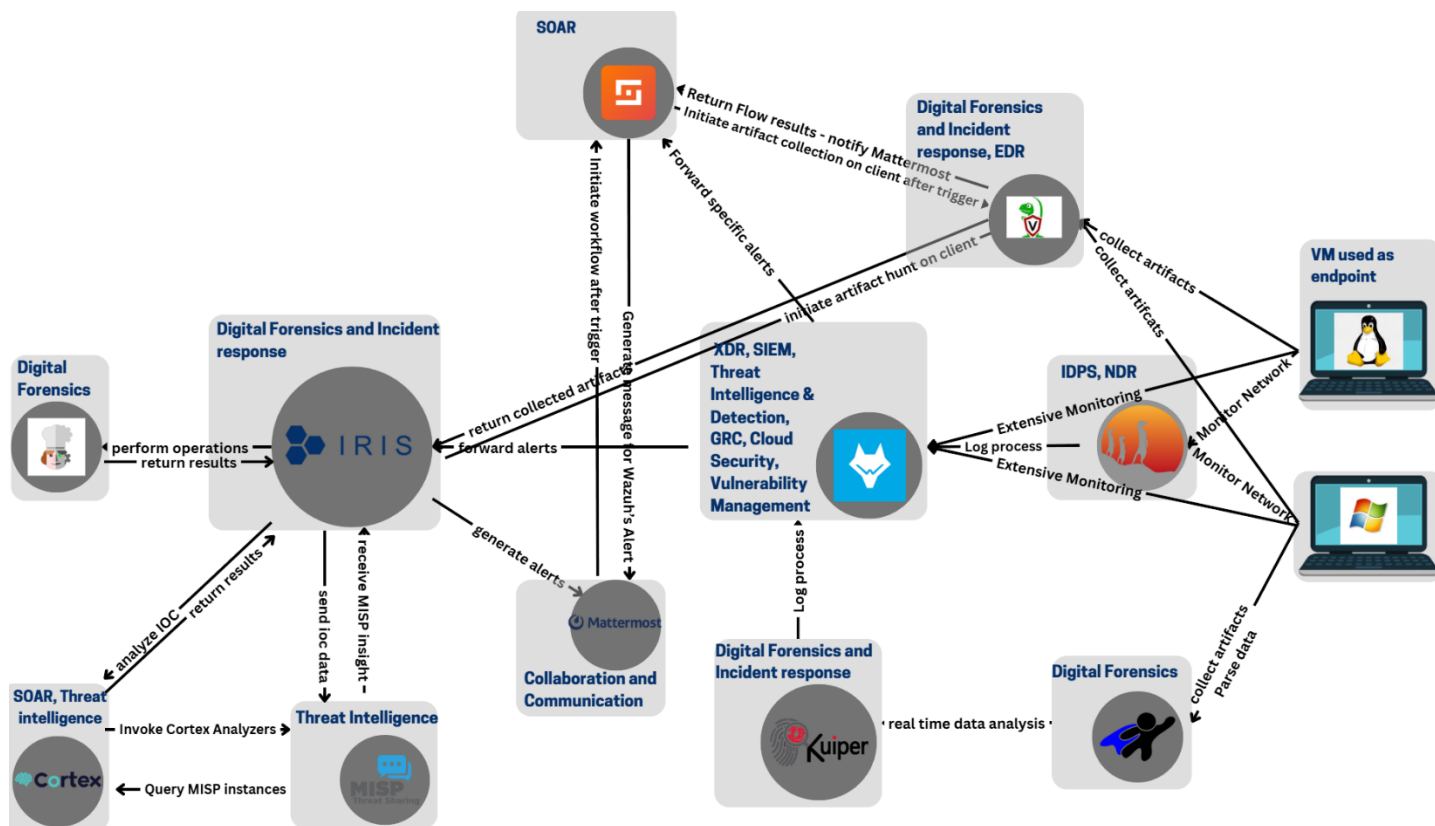 SOAR
Return Flow results - notify Mattermost
Initiate artifact collection on client after trigger
Forward specific alerts
Digital Forensics
and Incident
response, EDR
V
collect artifacts
collect artifcats
VM used as
endpoint
Initiate workflow after trigger
Generate message for Wazuh's Alert
initiate artifact hunt on client
return collected artifacts
Digital Forensics and Incident
response
IRIS
Digital
Forensics
perform operations
return results
forward alerts
XDR, SIEM,
Threat
Intelligence &
Detection,
GRC, Cloud
Security,
Vulnerability
Management
IDPS, NDR
Extensive Monitoring
Log process
Extensive Monitoring
Monitor Network
Monitor Network
generate alerts
receive MISP insight
send ioc data
analyze IOC
return results
Mattermost
Collaboration and
Communication
Log process
collect artifacts
Parse data
SOAR, Threat
intelligence
Cortex
Invoke Cortex Analyzers
Query MISP instances
Threat Intelligence
MISP
Threat Sharing
Digital Forensics and
Incident response
Kuiper
real time data analysis
Digital Forensics